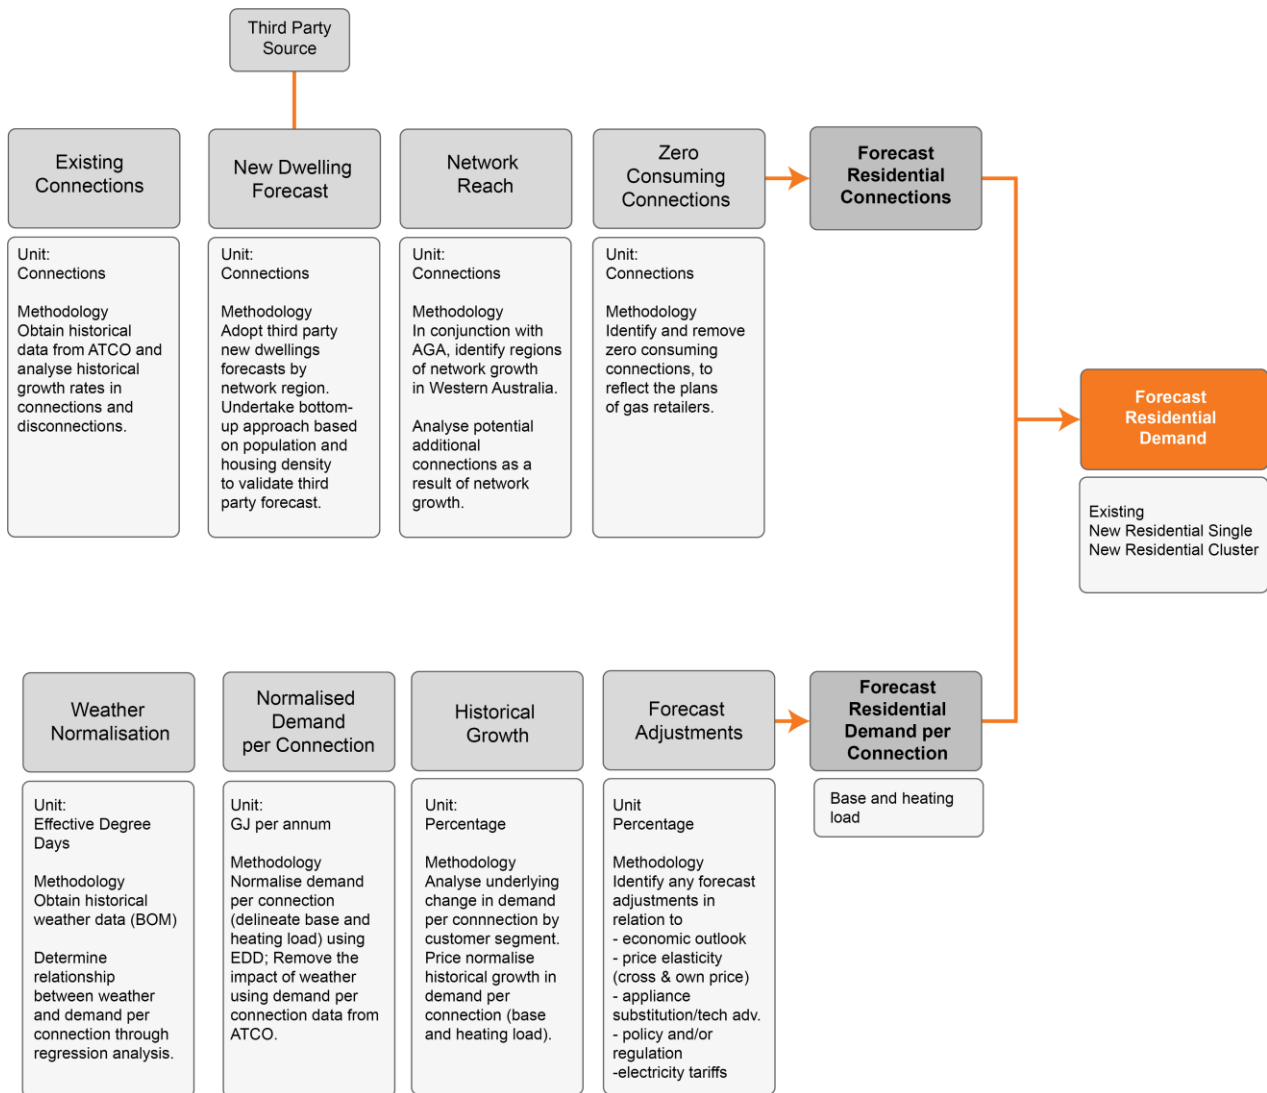 Third Party
Source
Existing
Connections
Unit:
Connections
Methodology
Obtain historical
data from ATCO and
analyse historical
growth rates in
connections and
disconnections.
New Dwelling
Forecast
Unit:
Connections
Methodology
Adopt third party
new dwellings
forecasts by
network region.
Undertake bottom-
up approach based
on population and
housing density
to validate third
party forecast.
Network
Reach
Unit:
Connections
Methodology
In conjunction with
AGA, identify regions
of network growth
in Western Australia.
Analyse potential
additional
connections as a
result of network
growth.
Zero
Consuming
Connections
Unit:
Connections
Methodology
Identify and remove
zero consuming
connections, to
reflect the plans
of gas retailers.
Forecast
Residential
Connections
Forecast
Residential
Demand
Existing
New Residential Single
New Residential Cluster
Weather
Normalisation
Unit:
Effective Degree
Days
Methodology
Obtain historical
weather data (BOM)
Determine
relationship
between weather
and demand per
connection through
regression analysis.
Normalised
Demand
per Connection
Unit:
GJ per annum
Methodology
Normalise demand
per connection
(delineate base and
heating load) using
EDD; Remove the
impact of weather
using demand per
connection data from
ATCO.
Historical
Growth
Unit:
Percentage
Methodology
Analyse underlying
change in demand
per connnection by
customer segment.
Price normalise
historical growth in
demand per
connection (base
and heating load).
Forecast
Adjustments
Unit
Percentage
Methodology
Identify any forecast
adjustments in
relation to
- economic outlook
- price elasticity
(cross & own price)
- appliance
substitution/tech adv.
- policy and/or
regulation
-electricity tariffs
Forecast
Residential
Demand per
Connection
Base and heating
load